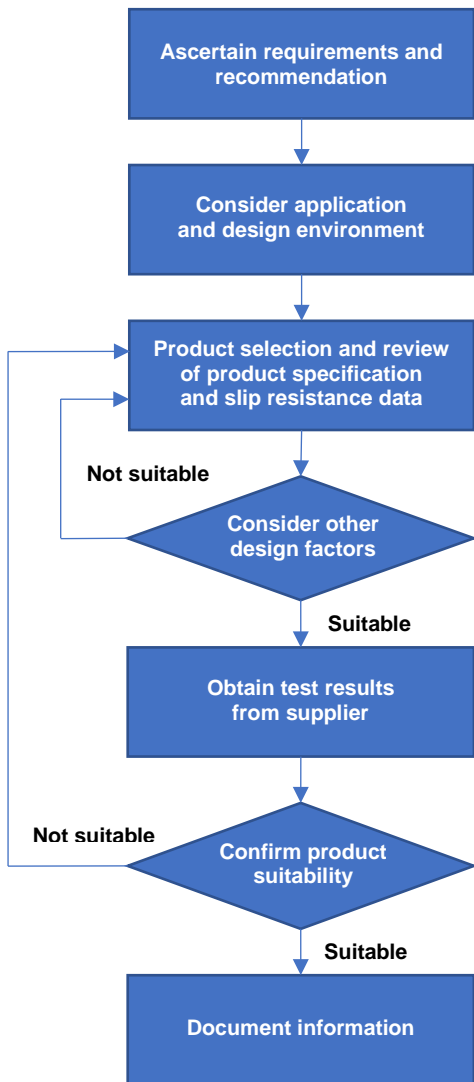 Ascertain requirements and
recommendation
Consider application
and design environment
Product selection and review
of product specification
and slip resistance data
Not suitable
Consider other
design factors
Suitable
Obtain test results
from supplier
Not suitable
Confirm product
suitability
Suitable
Document information